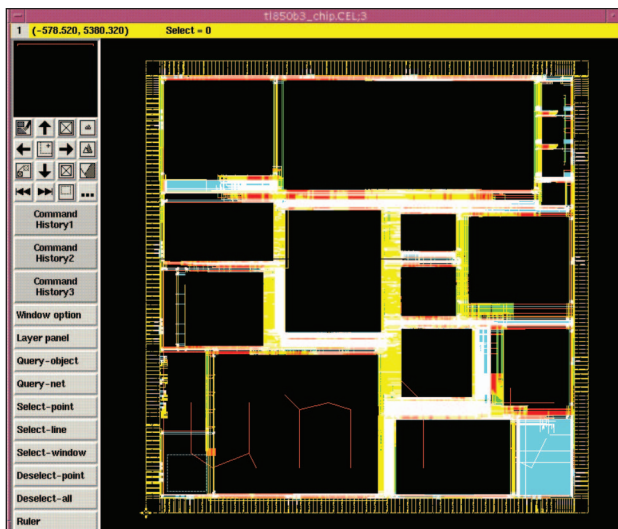 tl850b3_chip.CEL;3
1 (-578.520, 5380.320) Select = 0
Command
History1
Command
History2
Command
History3
Window option
Layer panel
Query-object
Query-net
Select-point
Select-line
Select-window
Deselect-point
Deselect-all
Ruler